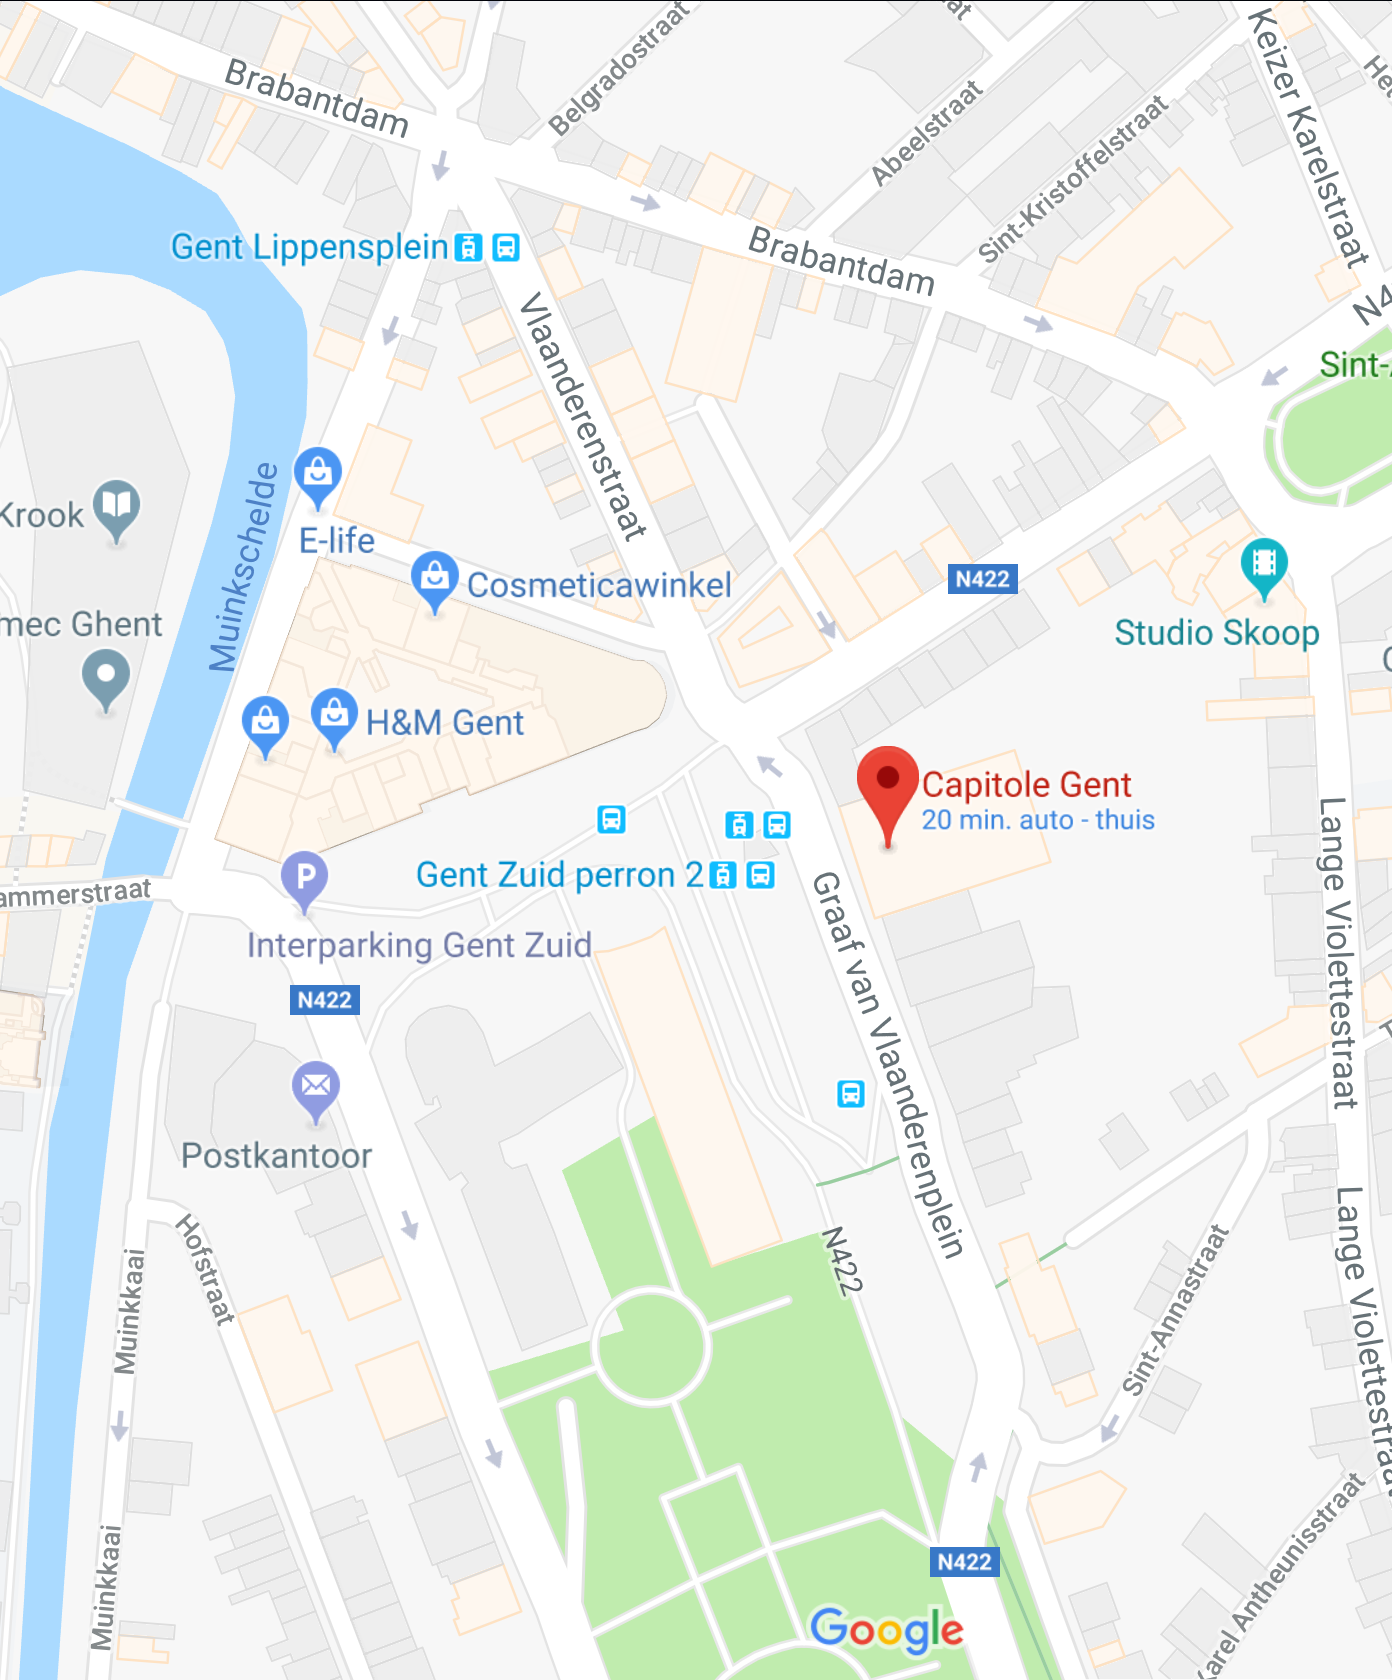 Brabantdam
Belgradostraat
Abeelstraat
Sint-Kristoffelstraat
Keizer Karelstraat
Gent Lippensplein
Brabantdam
N4
Sint-
Vlaanderenstraat
Krook
Muinkschelde
E-life
Cosmeticawinkel
N422
mec Ghent
Studio Skoop
H&M Gent
Capitole Gent
20 min. auto - thuis
Gent Zuid perron 2
P
ammerstraat
Interparking Gent Zuid
Graaf van Vlaanderenplein
Lange Violettestraat
N422
Postkantoor
Hofstraat
Muinkkaai
N422
Sint-Annastraat
Lange Violettestraat
Muinkkaai
N422
Karel Antheunisstraat
Google